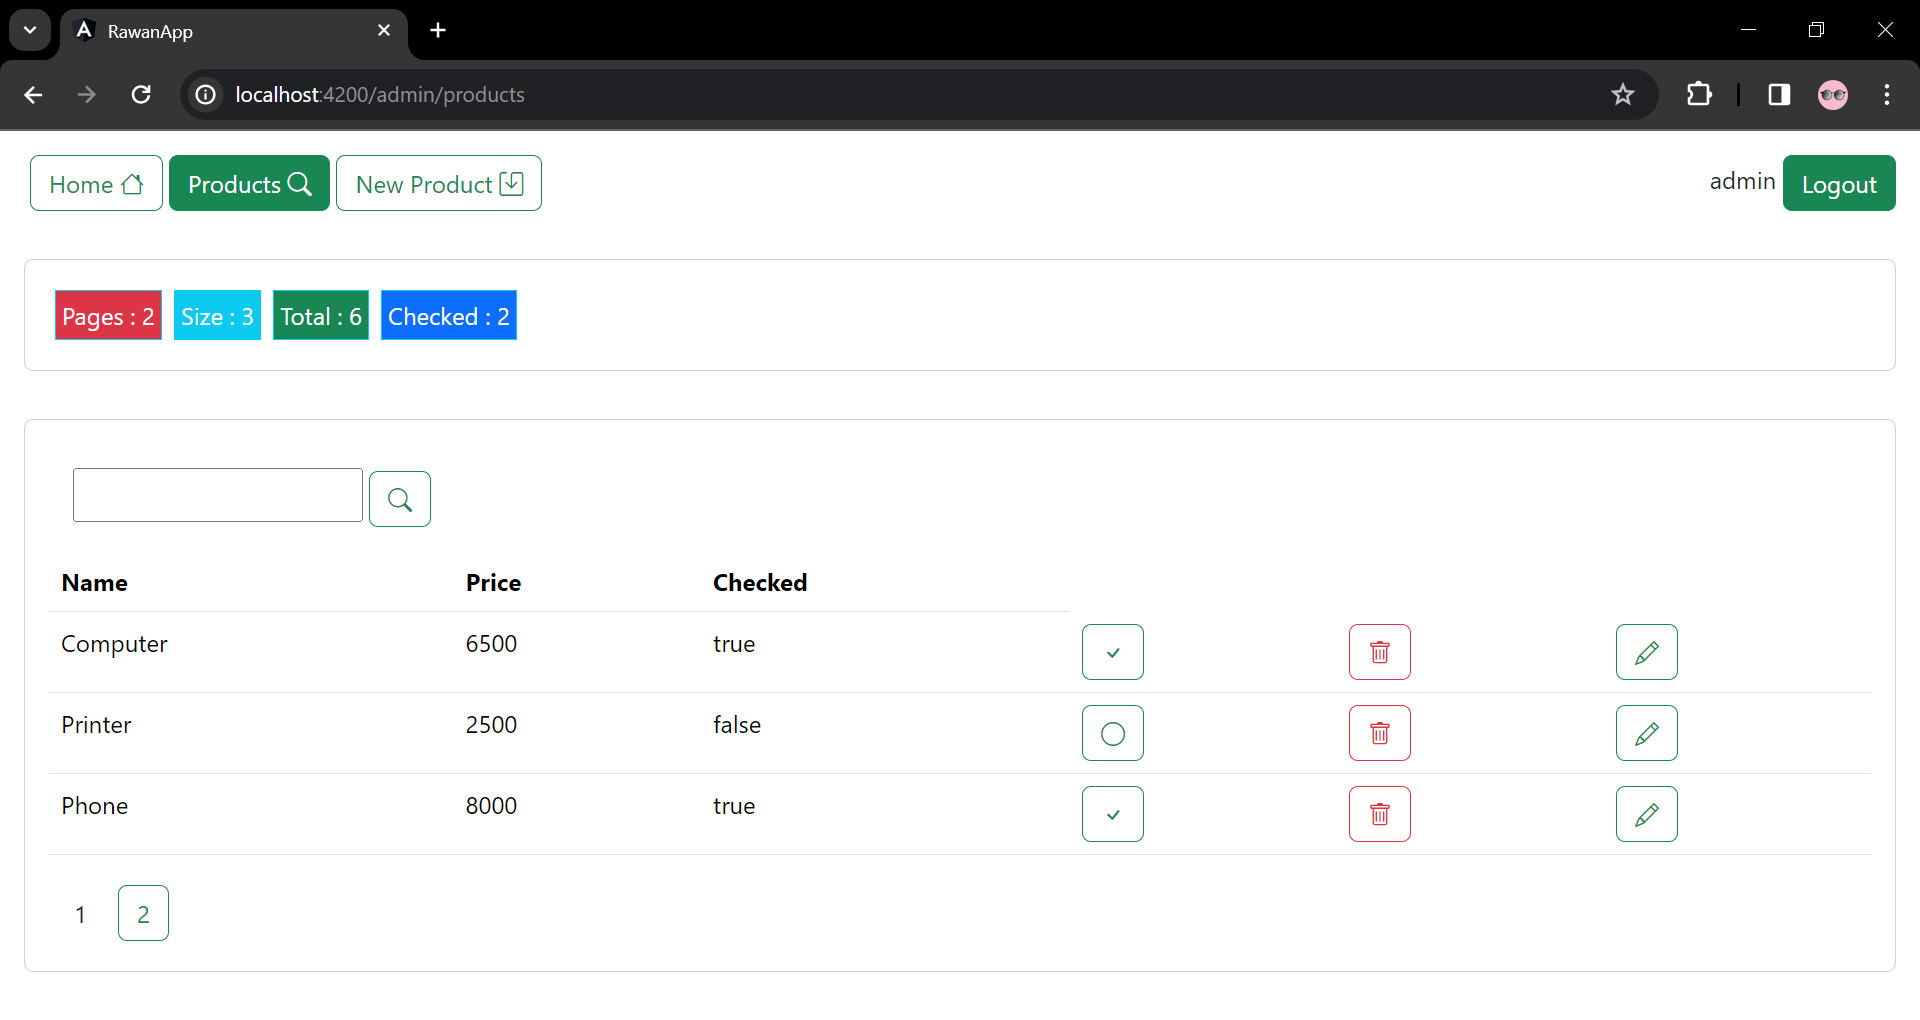 RawanApp
localhost:4200/admin/products
Home Products New Product admin Logout
Pages : 2 Size : 3 Total : 6 Checked : 2
Name Price Checked
Computer 6500 true
Printer 2500 false
Phone 8000 true
1 2